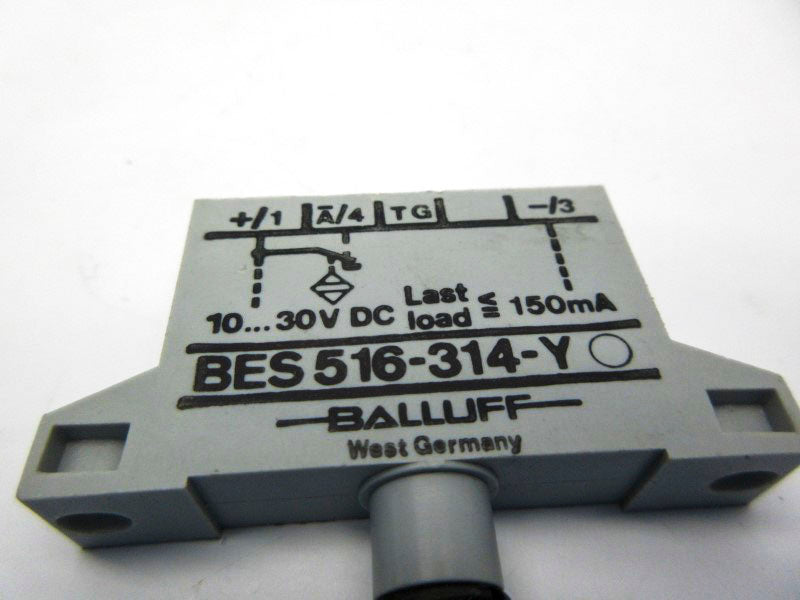 +/1 Ā/4 TG -/3
10...30V DC Last load ≦ 150mA
BES 516-314-Y
BALLUFF
West Germany